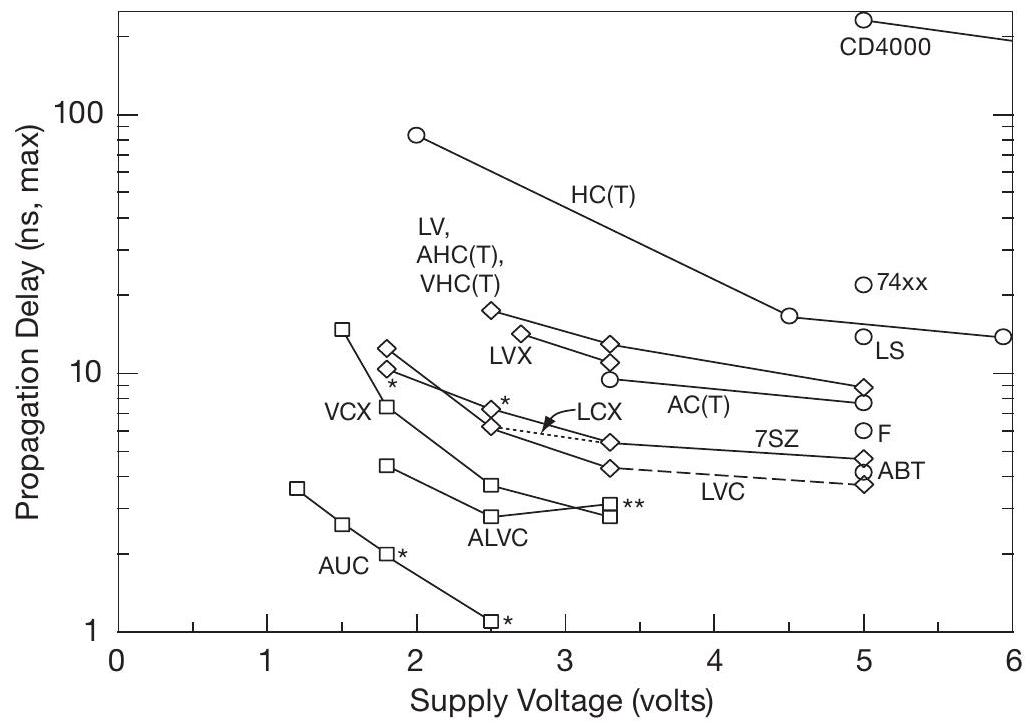 CD4000
100
HC(T)
LV,
AHC(T),
VHC(T)
74xx
LVX
LS
10
*
*
LCX
AC(T)
VCX
F
7SZ
ABT
LVC
**
ALVC
AUC
*
*
1
0 1 2 3 4 5 6
Supply Voltage (volts)
Propagation Delay (ns, max)